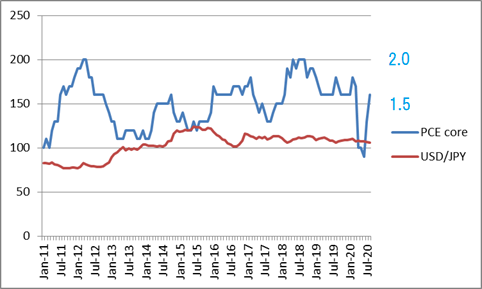 250
200
150
100
50
0
2.0
1.5
PCE core
USD/JPY
Jan-11
Jul-11
Jan-12
Jul-12
Jan-13
Jul-13
Jan-14
Jul-14
Jan-15
Jul-15
Jan-16
Jul-16
Jan-17
Jul-17
Jan-18
Jul-18
Jan-19
Jul-19
Jan-20
Jul-20